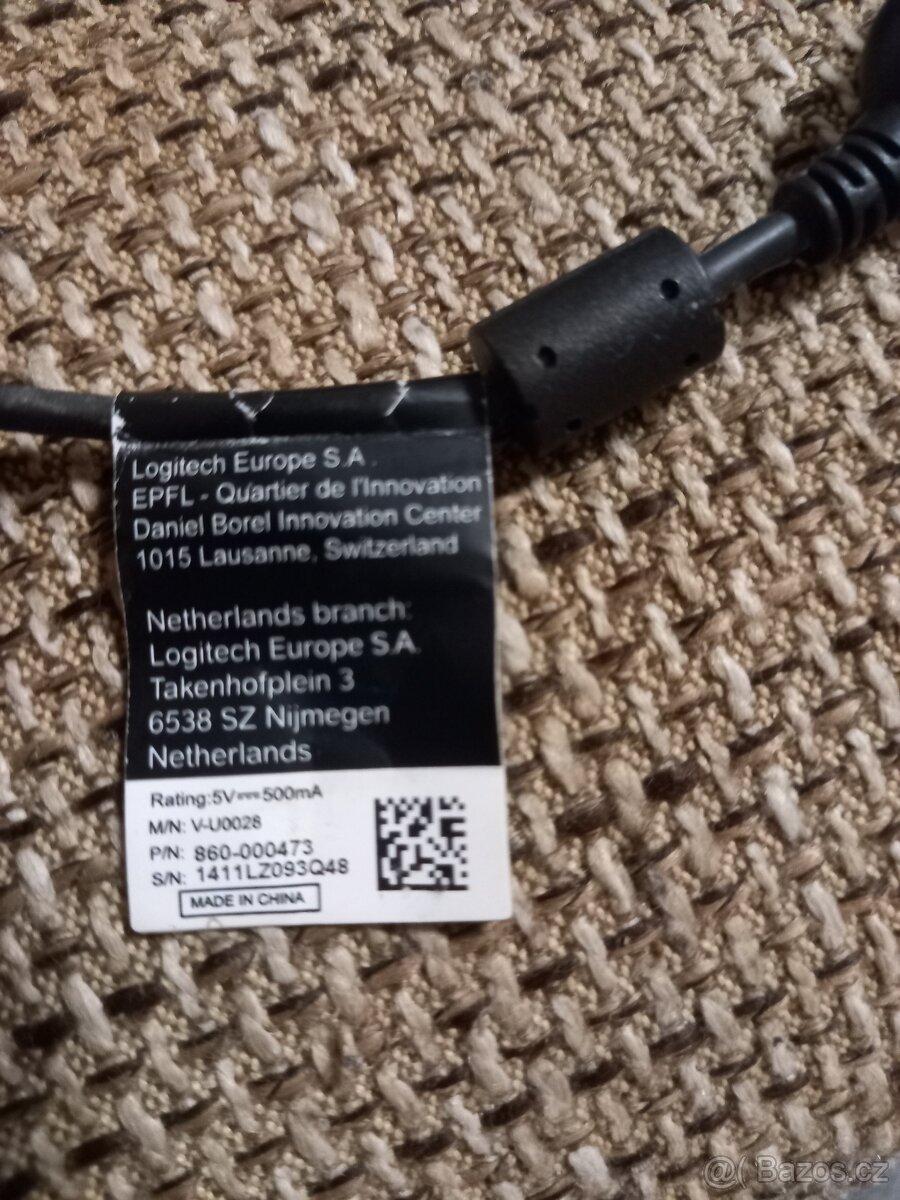 Logitech Europe S.A.
EPFL - Quartier de l'Innovation
Daniel Borel Innovation Center
1015 Lausanne, Switzerland
Netherlands branch:
Logitech Europe S.A.
Takenhofplein 3
6538 SZ Nijmegen
Netherlands
Rating:5V⎓500mA
M/N: V-U0028
P/N: 860-000473
S/N: 1411LZ093Q48
MADE IN CHINA
@( Bazos.cz